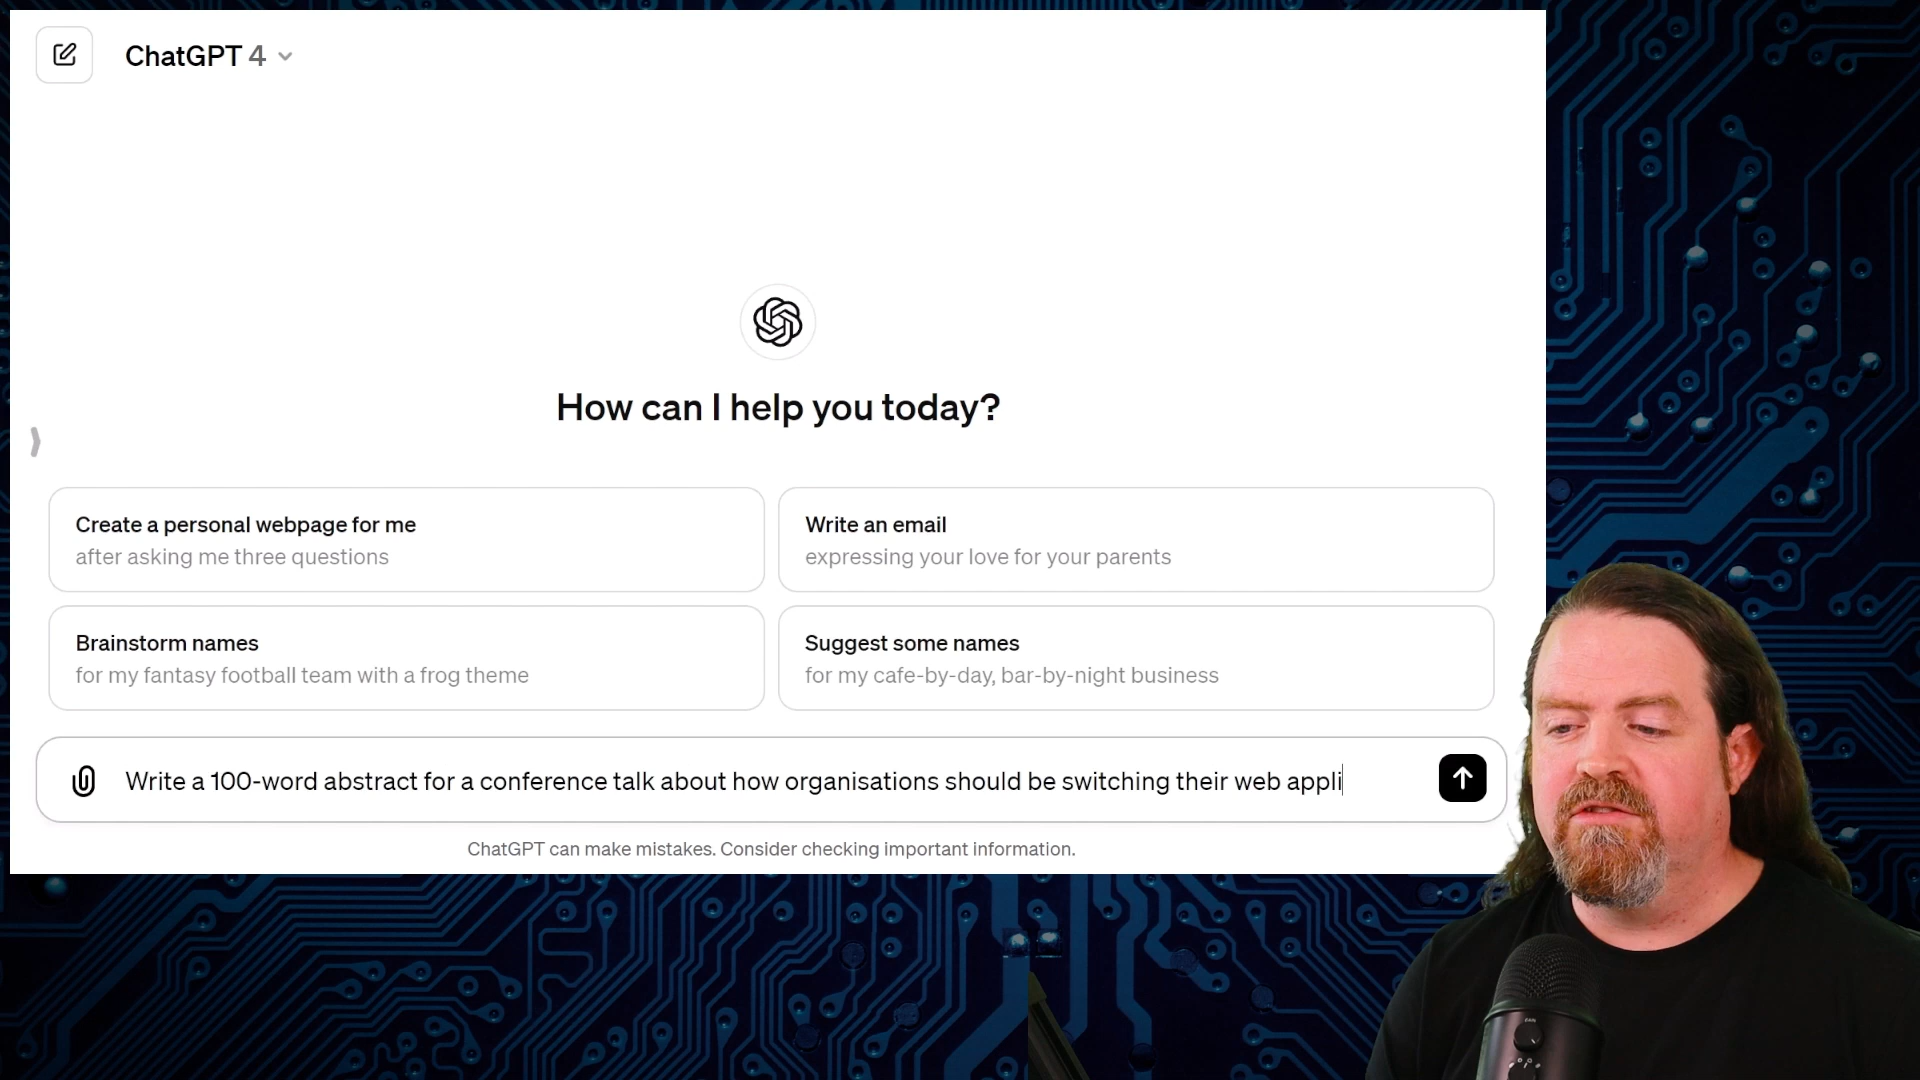 ChatGPT 4
How can I help you today?
Create a personal webpage for me
after asking me three questions
Write an email
expressing your love for your parents
Brainstorm names
for my fantasy football team with a frog theme
Suggest some names
for my cafe-by-day, bar-by-night business
Write a 100-word abstract for a conference talk about how organisations should be switching their web appli
ChatGPT can make mistakes. Consider checking important information.